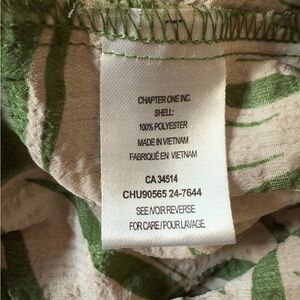 CHAPTER ONE INC.
SHELL:
100% POLYESTER
MADE IN VIETNAM
FABRIQUÉ EN VIETNAM
CA 34514
CHU90565 24-7644
SEE/VOIR REVERSE
FOR CARE/POUR LAVAGE